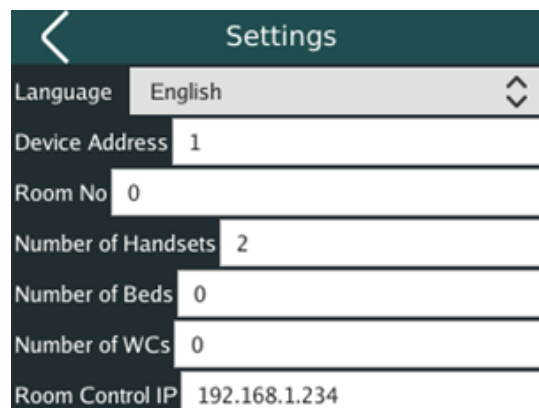 Settings
Language English
Device Address 1
Room No 0
Number of Handsets 2
Number of Beds 0
Number of WCs 0
Room Control IP 192.168.1.234